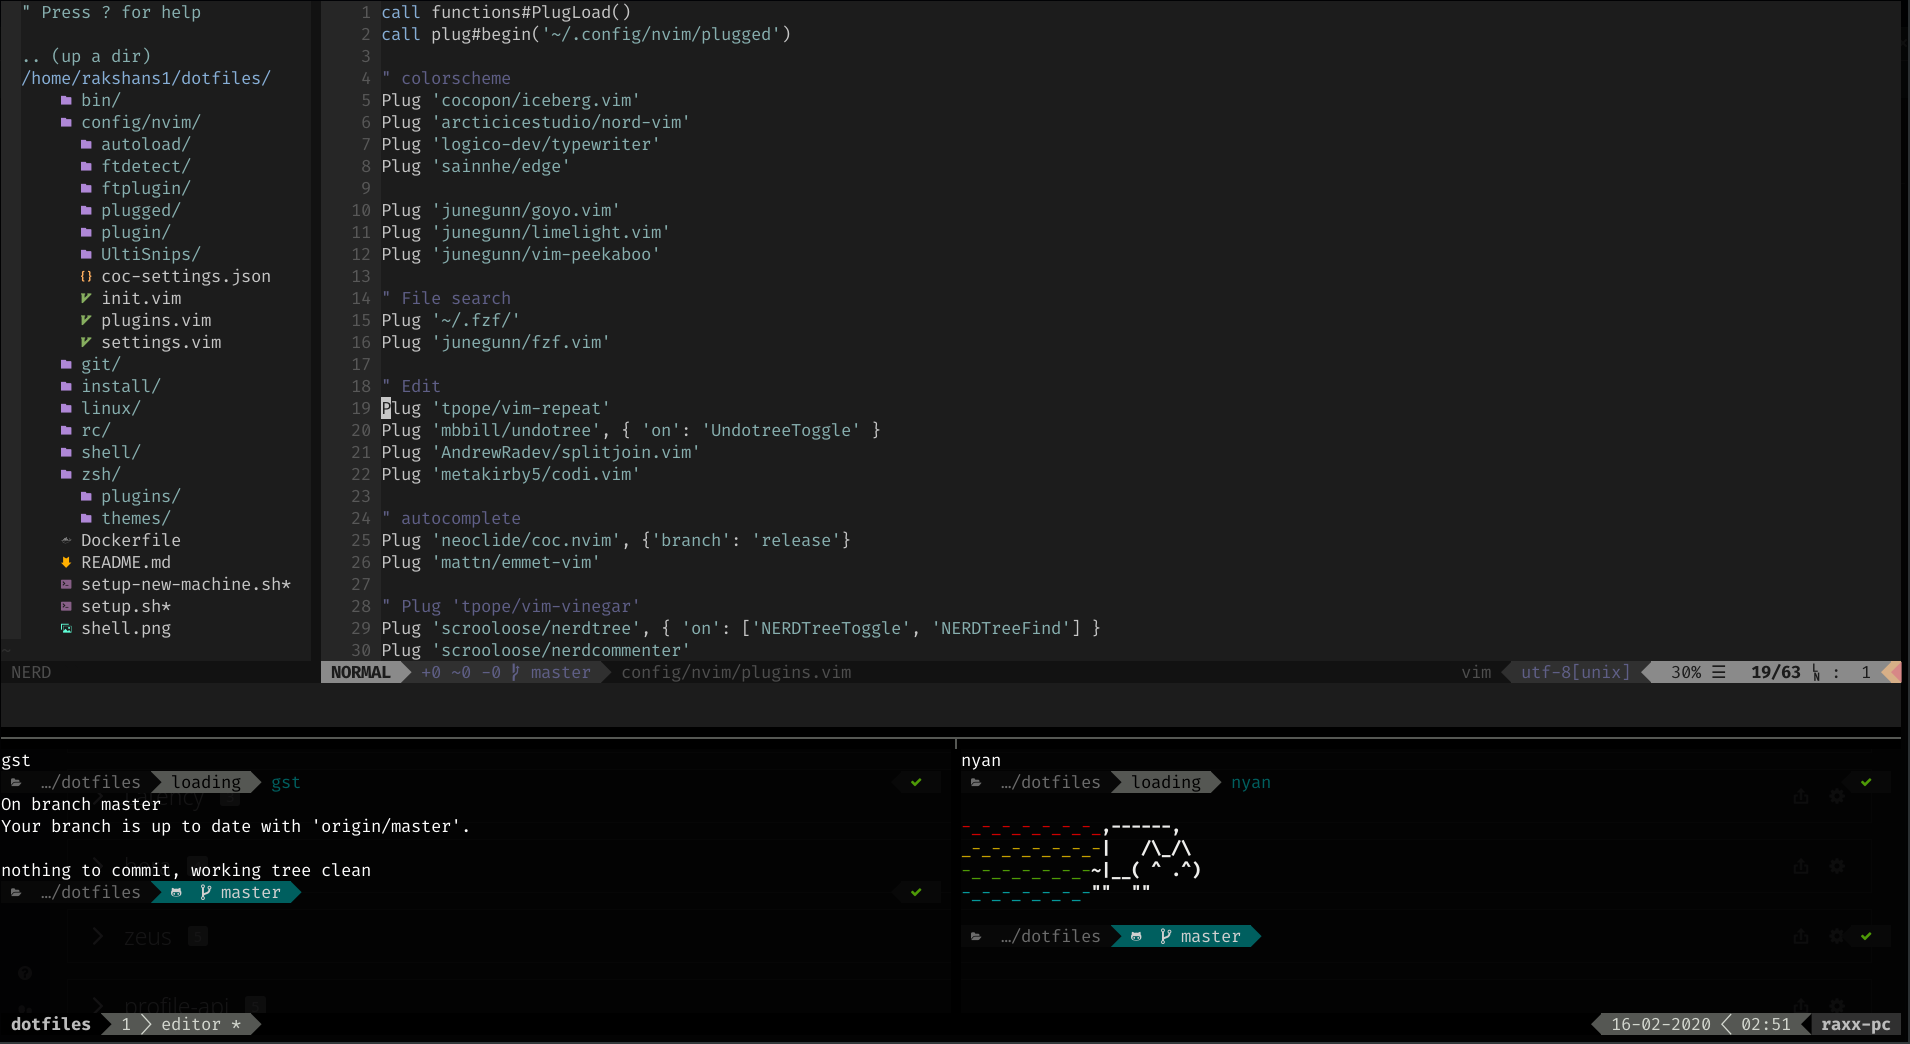 " Press ? for help
.. (up a dir)
/home/rakshans1/dotfiles/
bin/
config/nvim/
autoload/
ftdetect/
ftplugin/
plugged/
plugin/
UltiSnips/
coc-settings.json
init.vim
plugins.vim
settings.vim
git/
install/
linux/
rc/
shell/
zsh/
plugins/
themes/
Dockerfile
README.md
setup-new-machine.sh*
setup.sh*
shell.png
~
NERD
1 call functions#PlugLoad()
2 call plug#begin('~/.config/nvim/plugged')
3
4 " colorscheme
5 Plug 'cocopon/iceberg.vim'
6 Plug 'arcticicestudio/nord-vim'
7 Plug 'logico-dev/typewriter'
8 Plug 'sainnhe/edge'
9
10 Plug 'junegunn/goyo.vim'
11 Plug 'junegunn/limelight.vim'
12 Plug 'junegunn/vim-peekaboo'
13
14 " File search
15 Plug '~/.fzf/'
16 Plug 'junegunn/fzf.vim'
17
18 " Edit
19 Plug 'tpope/vim-repeat'
20 Plug 'mbbill/undotree', { 'on': 'UndotreeToggle' }
21 Plug 'AndrewRadev/splitjoin.vim'
22 Plug 'metakirby5/codi.vim'
23
24 " autocomplete
25 Plug 'neoclide/coc.nvim', {'branch': 'release'}
26 Plug 'mattn/emmet-vim'
27
28 " Plug 'tpope/vim-vinegar'
29 Plug 'scrooloose/nerdtree', { 'on': ['NERDTreeToggle', 'NERDTreeFind'] }
30 Plug 'scrooloose/nerdcommenter'
NORMAL +0 ~0 -0 master config/nvim/plugins.vim vim utf-8[unix] 30% ☰ 19/63 : 1
gst
…/dotfiles loading gst ✔
On branch master
Your branch is up to date with 'origin/master'.
nothing to commit, working tree clean
…/dotfiles master ✔
zeus
profile-api
nyan
…/dotfiles loading nyan ✔
-_-_-_-_-_-_-_,------,
_-_-_-_-_-_-_-|   /\_/\
-_-_-_-_-_-_-~|__( ^ .^)
-_-_-_-_-_-_-""  ""
…/dotfiles master ✔
dotfiles 1 editor * 16-02-2020 02:51 raxx-pc